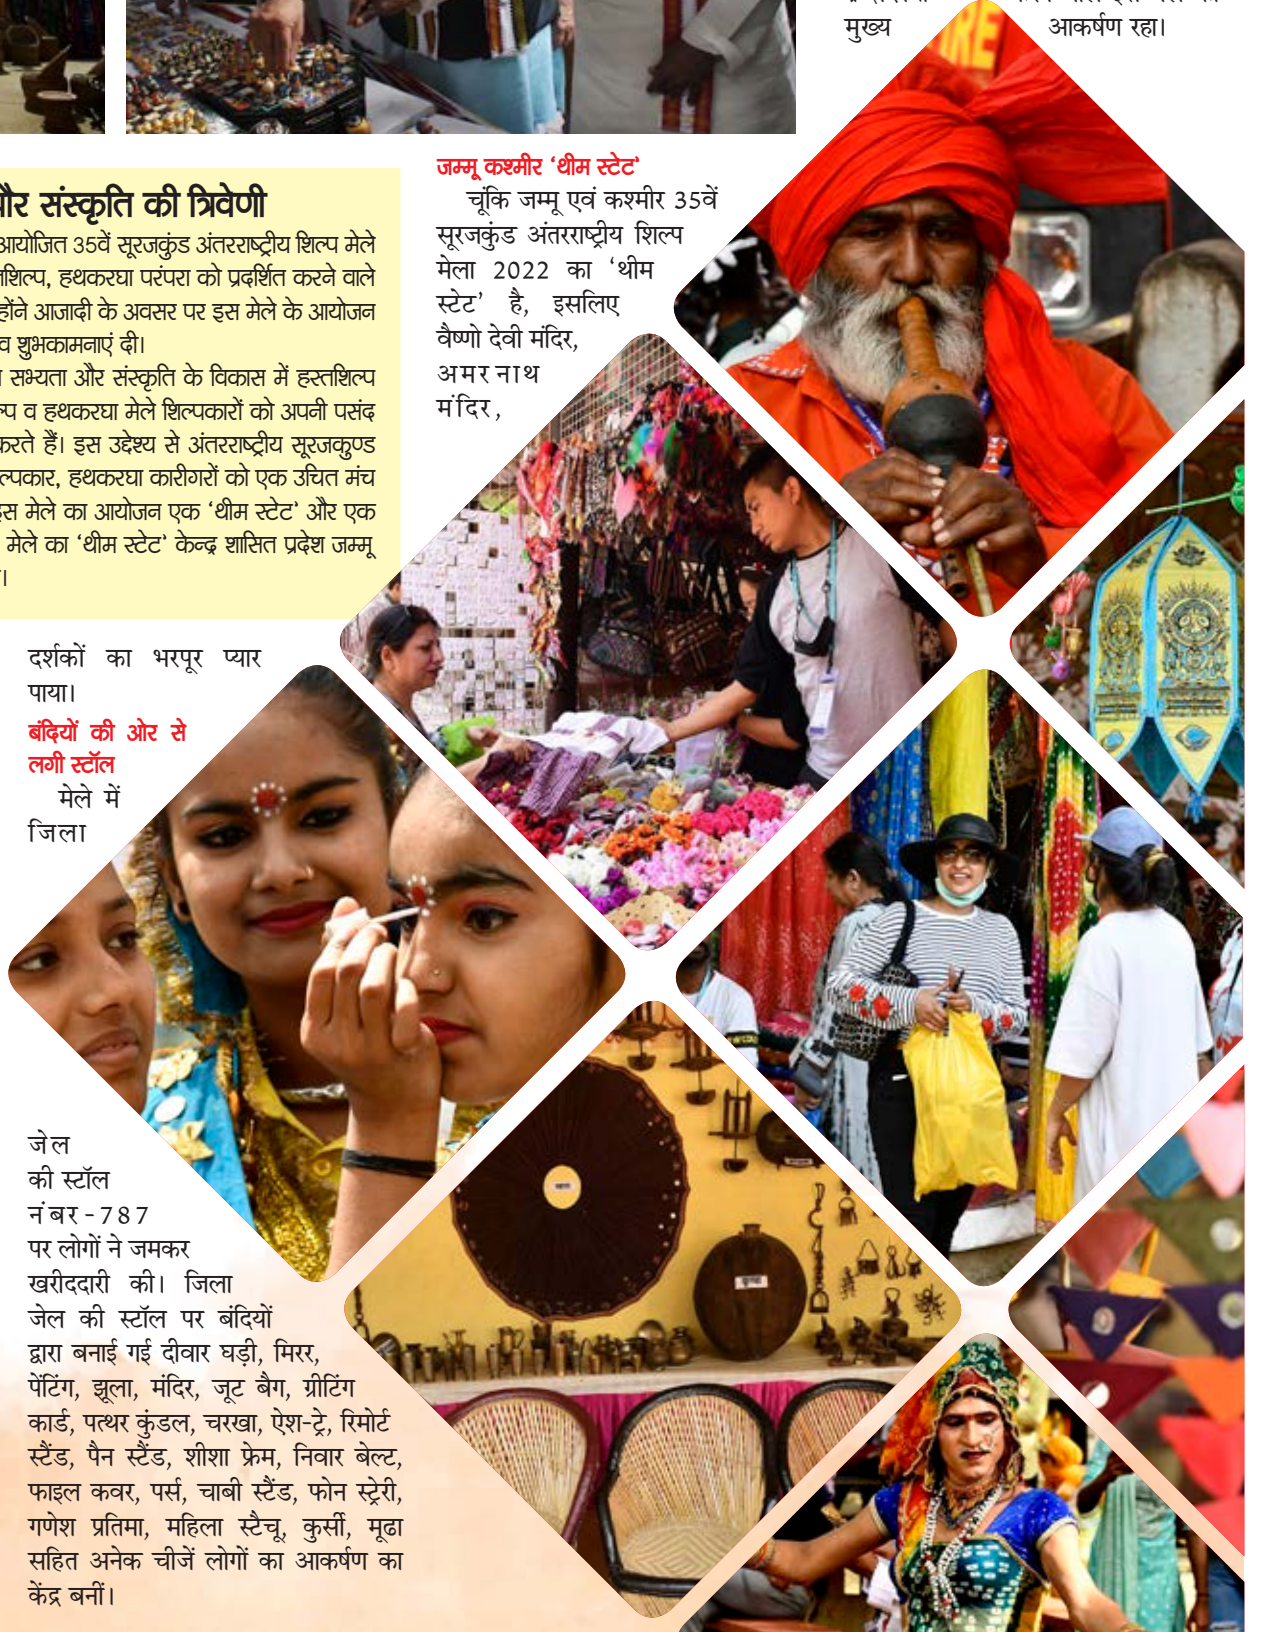 मुख्य आकर्षण रहा।
और संस्कृति की त्रिवेणी
आयोजित 35वें सूरजकुंड अंतरराष्ट्रीय शिल्प मेले
हथकरघा परंपरा को प्रदर्शित करने वाले
आजादी के अवसर पर इस मेले के आयोजन
व शुभकामनाएं दी।
सभ्यता और संस्कृति के विकास में हस्तशिल्प
व हथकरघा मेले शिल्पकारों को अपनी पसंद
करते हैं। इस उद्देश्य से अंतरराष्ट्रीय सूरजकुण्ड
हथकरघा कारीगरों को एक उचित मंच
मेले का आयोजन एक ‘थीम स्टेट’ और एक
मेले का ‘थीम स्टेट’ केन्द्र शासित प्रदेश जम्मू
जम्मू कश्मीर ‘थीम स्टेट’
चूंकि जम्मू एवं कश्मीर 35वें
सूरजकुंड अंतरराष्ट्रीय शिल्प
मेला 2022 का ‘थीम
स्टेट’ है, इसलिए
वैष्णो देवी मंदिर,
अमरनाथ
मंदिर,
दर्शकों का भरपूर प्यार
पाया।
बंदियों की ओर से
लगी स्टॉल
मेले में
जिला
जेल
की स्टॉल
नंबर-787
पर लोगों ने जमकर
खरीददारी की। जिला
जेल की स्टॉल पर बंदियों
द्वारा बनाई गई दीवार घड़ी, मिरर,
पेंटिंग, झूला, मंदिर, जूट बैग, ग्रीटिंग
कार्ड, पत्थर कुंडल, चरखा, ऐश-ट्रे, रिमोर्ट
स्टैंड, पैन स्टैंड, शीशा फ्रेम, निवार बेल्ट,
फाइल कवर, पर्स, चाबी स्टैंड, फोन स्ट्रेरी,
गणेश प्रतिमा, महिला स्टैचू, कुर्सी, मूढा
सहित अनेक चीजें लोगों का आकर्षण का
केंद्र बनीं।